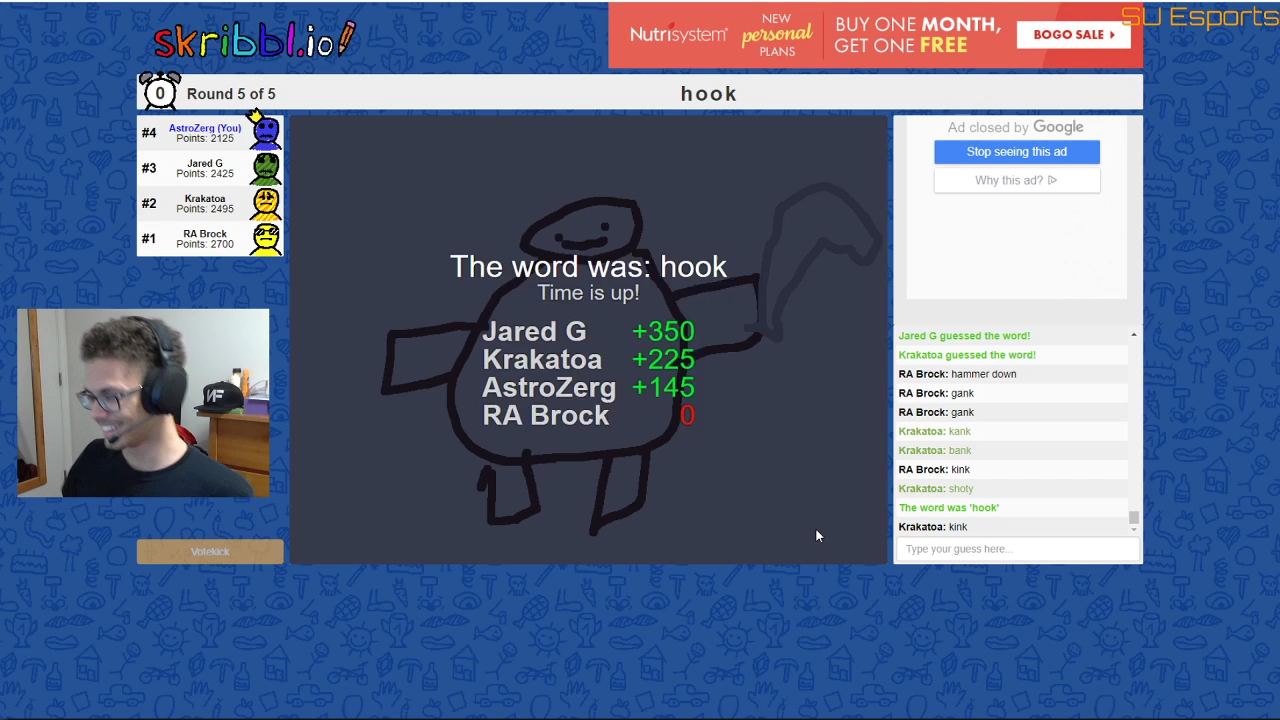 SU Esports
skribbl.io
Nutrisystem®
NEW
personal
PLANS
BUY ONE MONTH,
GET ONE FREE
BOGO SALE
0
Round 5 of 5
hook
#4
AstroZerg (You)
Points: 2125
#3
Jared G
Points: 2425
#2
Krakatoa
Points: 2495
#1
RA Brock
Points: 2700
Votekick
The word was: hook
Time is up!
Jared G +350
Krakatoa +225
AstroZerg +145
RA Brock 0
Ad closed by Google
Stop seeing this ad
Why this ad?
Jared G guessed the word!
Krakatoa guessed the word!
RA Brock: hammer down
RA Brock: gank
RA Brock: gank
Krakatoa: kank
Krakatoa: bank
RA Brock: kink
Krakatoa: shoty
The word was 'hook'
Krakatoa: kink
Type your guess here...
NF